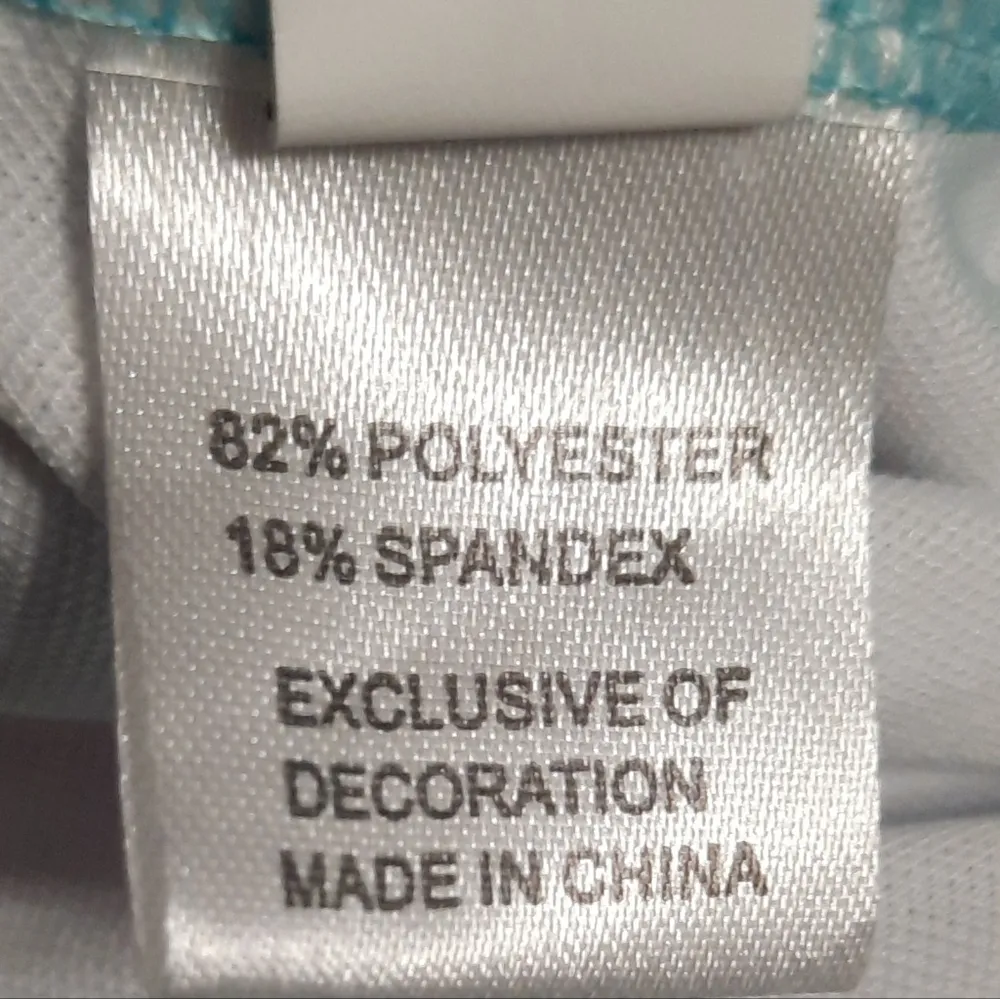 82% POLYESTER
18% SPANDEX
EXCLUSIVE OF
DECORATION
MADE IN CHINA